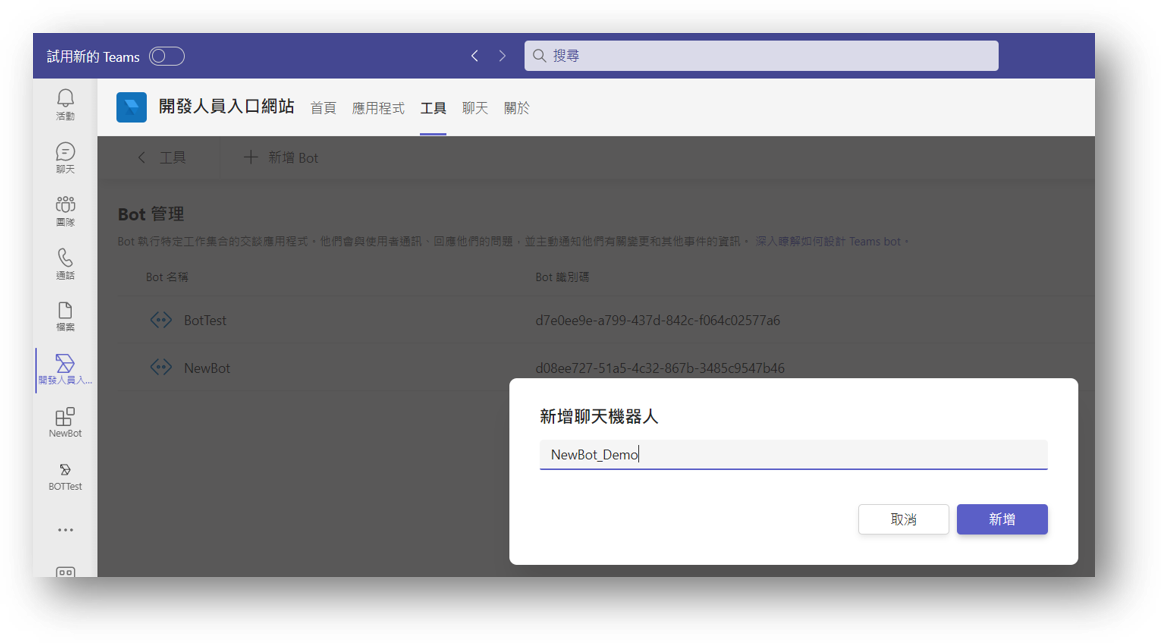 試用新的 Teams
搜尋
活動
聊天
團隊
通話
檔案
開發人員入...
NewBot
BOTTest
開發人員入口網站 首頁 應用程式 工具 聊天 關於
工具 新增 Bot
Bot 管理
Bot 執行特定工作集合的交談應用程式。他們會與使用者通訊、回應他們的問題，並主動通知他們有關變更和其他事件的資訊。 深入瞭解如何設計 Teams bot。
Bot 名稱 Bot 識別碼
BotTest d7e0ee9e-a799-437d-842c-f064c02577a6
NewBot d08ee727-51a5-4c32-867b-3485c9547b46
新增聊天機器人
NewBot_Demo
取消 新增